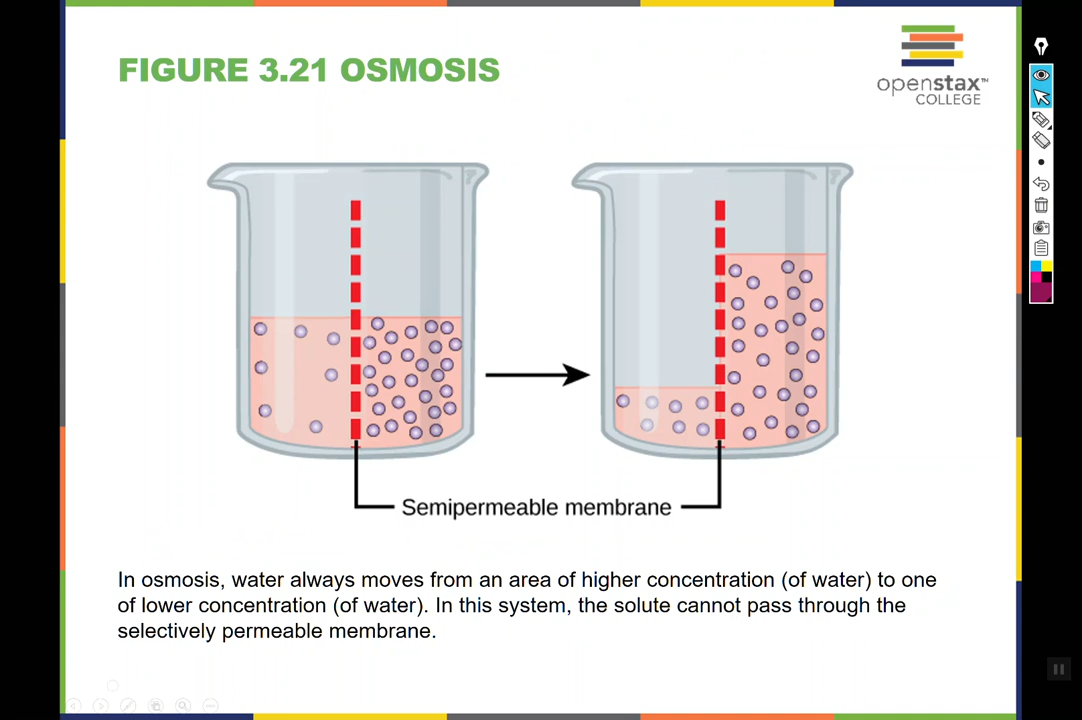 FIGURE 3.21 OSMOSIS
openstax™
COLLEGE
Semipermeable membrane
In osmosis, water always moves from an area of higher concentration (of water) to one
of lower concentration (of water). In this system, the solute cannot pass through the
selectively permeable membrane.